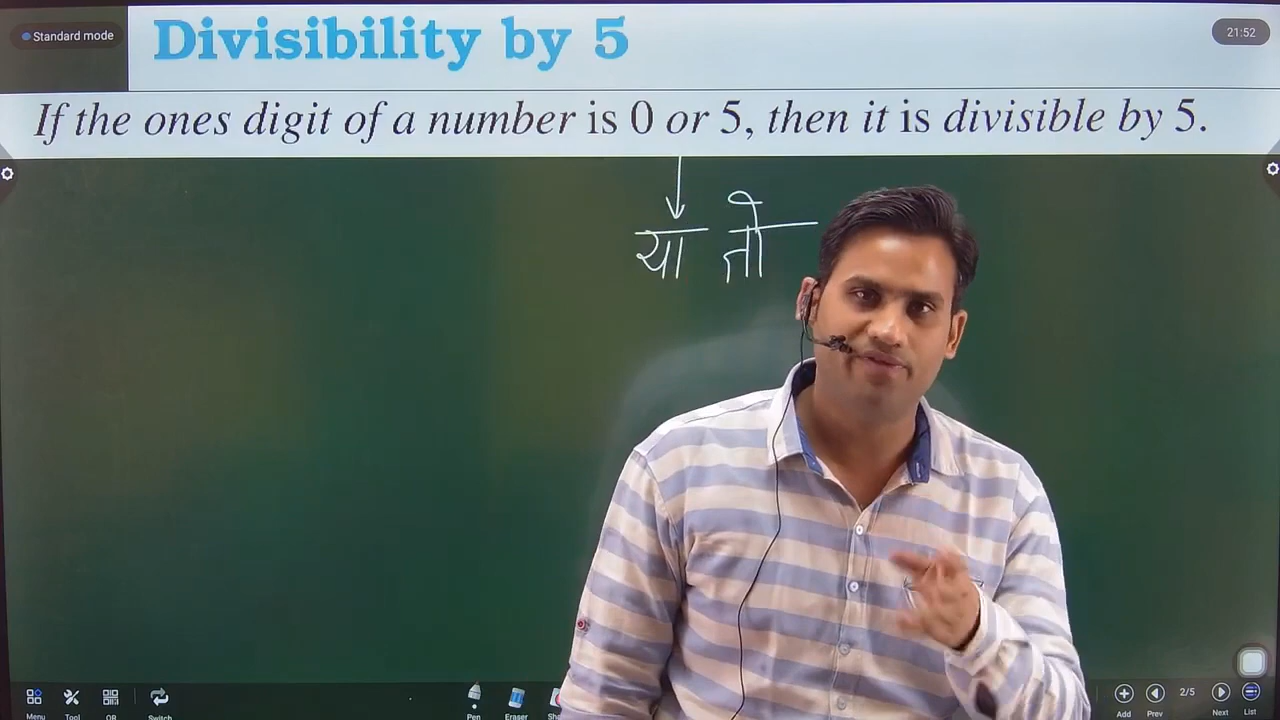 Standard mode
Divisibility by 5
21:52
If the ones digit of a number is 0 or 5, then it is divisible by 5.
या तो
Menu Tool QR Switch Pen Eraser Add Prev 2/5 Next List